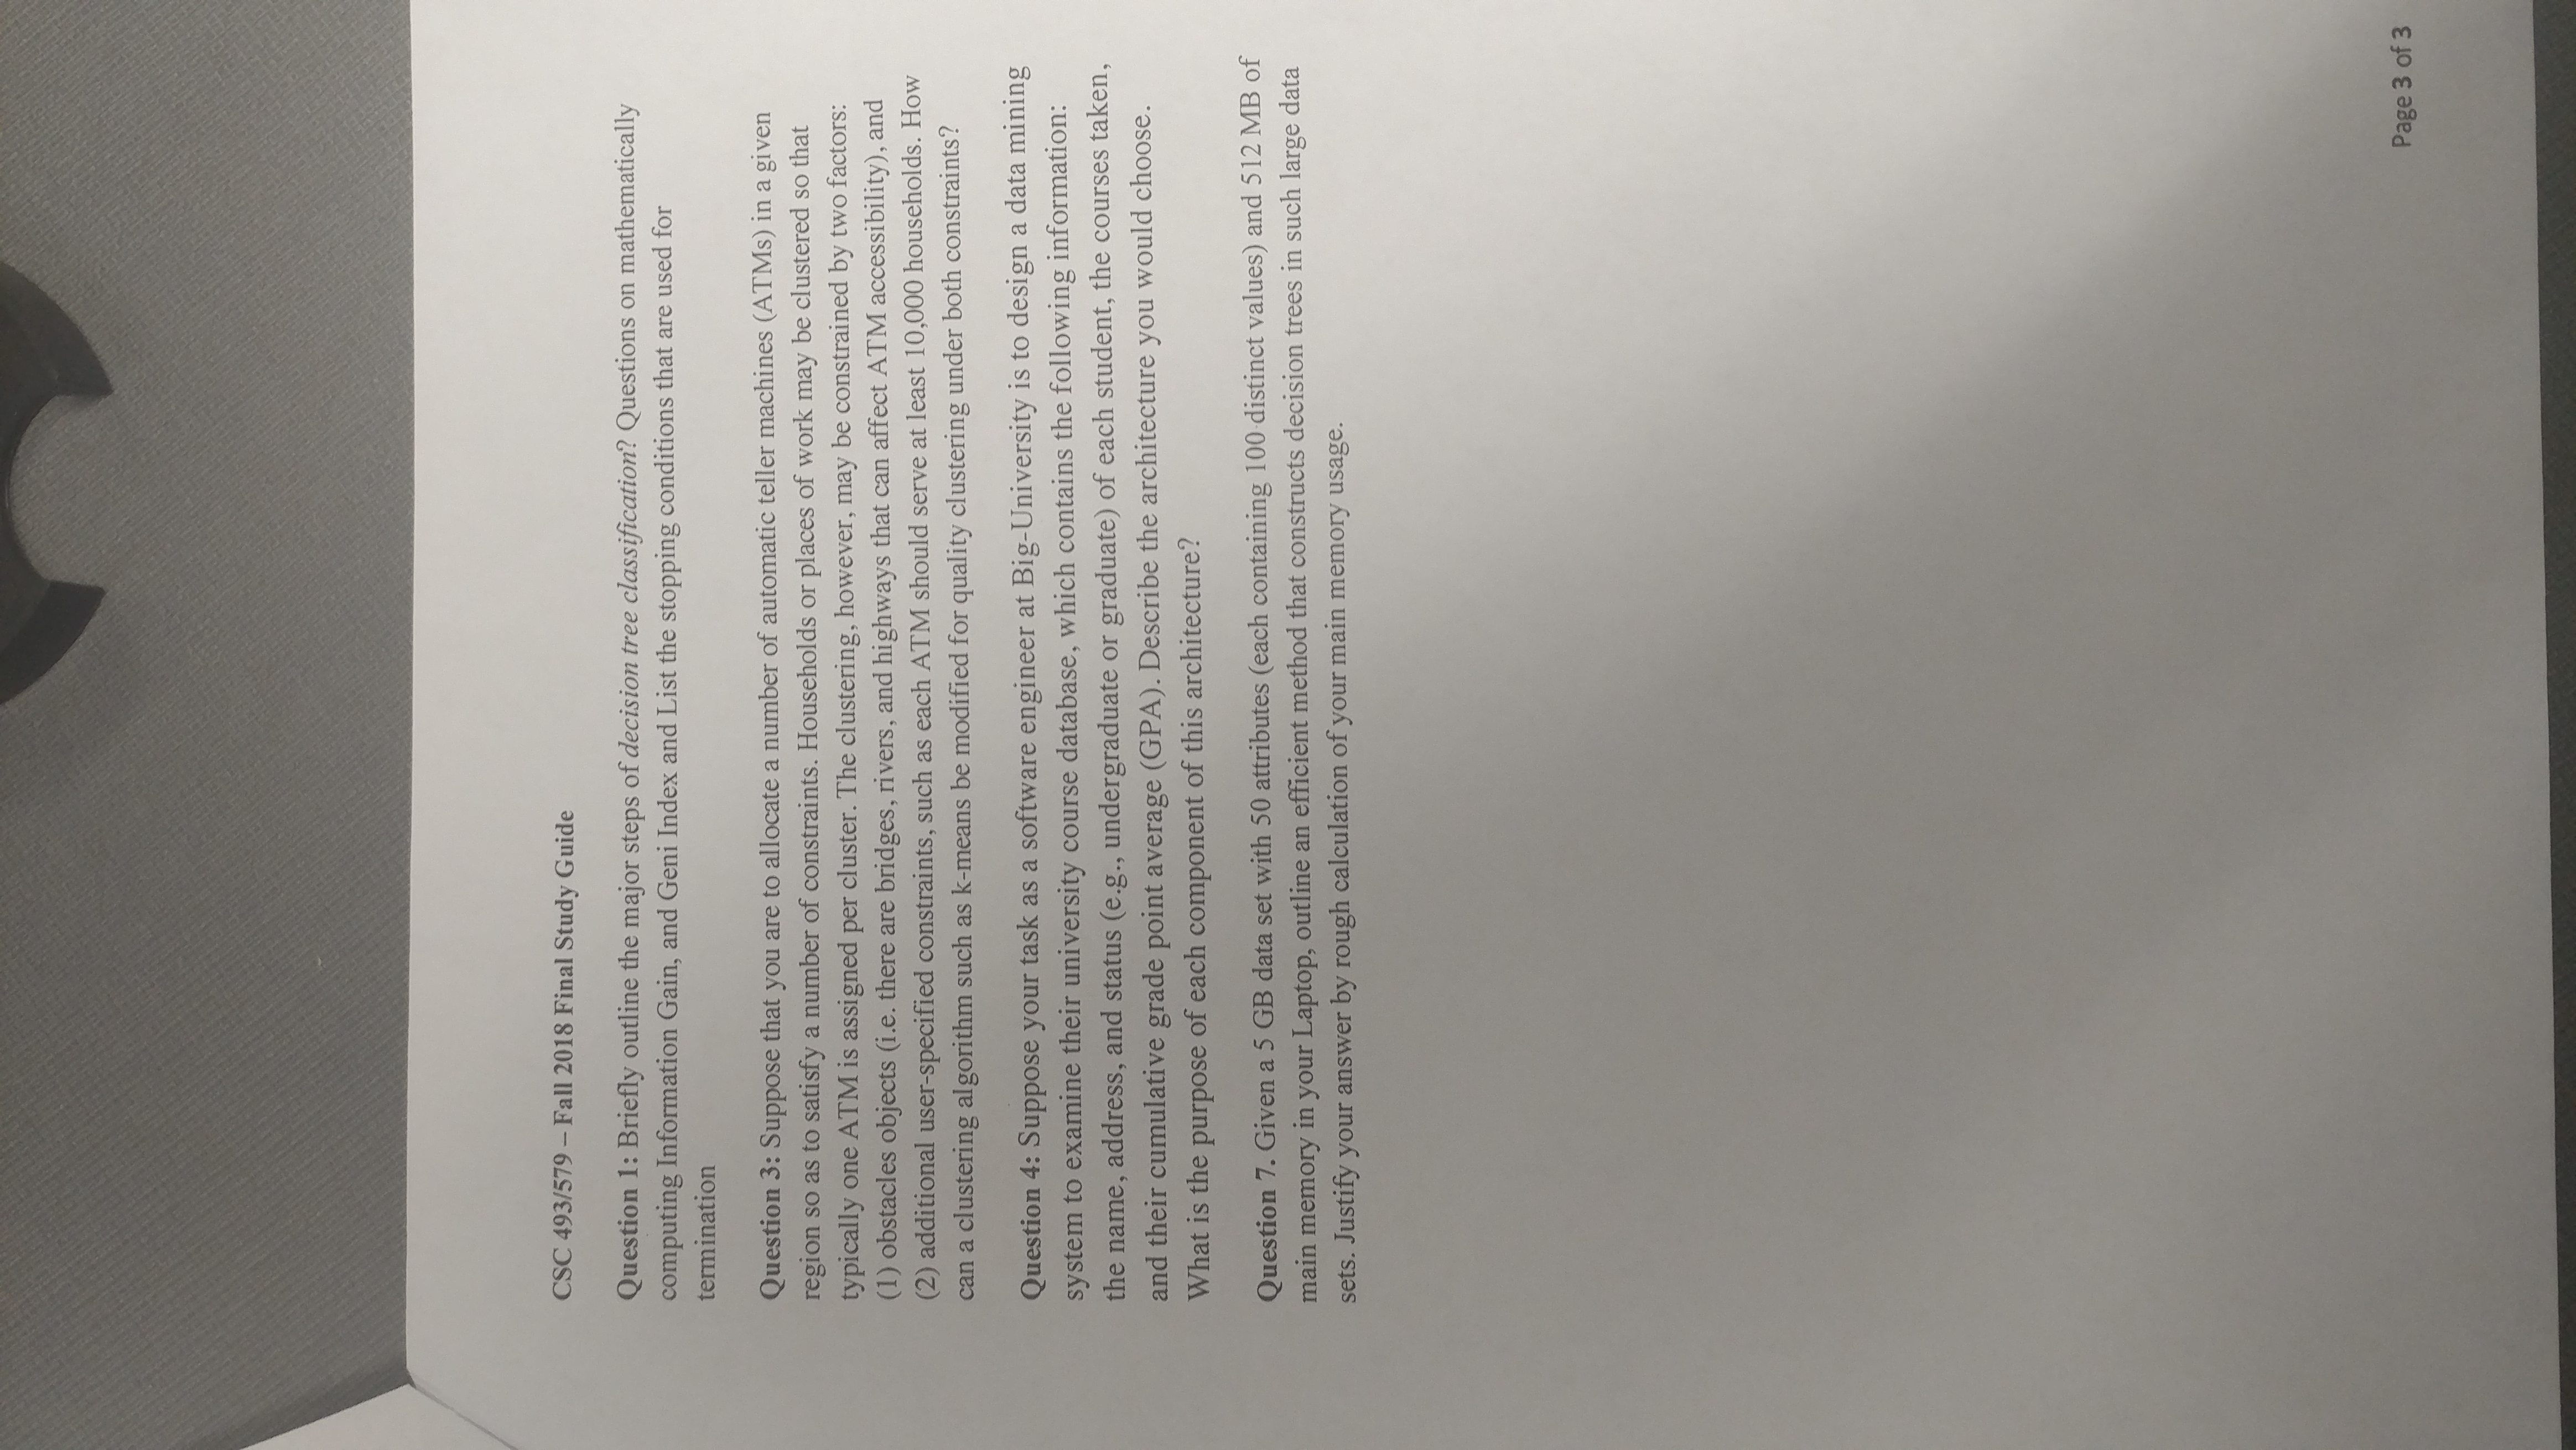 CSC 493/579 – Fall 2018 Final Study Guide
Question 1: Briefly outline the major steps of decision tree classification? Questions on mathematically
computing Information Gain, and Geni Index and List the stopping conditions that are used for
termination
Question 3: Suppose that you are to allocate a number of automatic teller machines (ATMs) in a given
region so as to satisfy a number of constraints. Households or places of work may be clustered so that
typically one ATM is assigned per cluster. The clustering, however, may be constrained by two factors:
(1) obstacles objects (i.e. there are bridges, rivers, and highways that can affect ATM accessibility), and
(2) additional user-specified constraints, such as each ATM should serve at least 10,000 households. How
can a clustering algorithm such as k-means be modified for quality clustering under both constraints?
Question 4: Suppose your task as a software engineer at Big-University is to design a data mining
system to examine their university course database, which contains the following information:
the name, address, and status (e.g., undergraduate or graduate) of each student, the courses taken,
and their cumulative grade point average (GPA). Describe the architecture you would choose.
What is the purpose of each component of this architecture?
Question 7. Given a 5 GB data set with 50 attributes (each containing 100 distinct values) and 512 MB of
main memory in your Laptop, outline an efficient method that constructs decision trees in such large data
sets. Justify your answer by rough calculation of your main memory usage.
Page 3 of 3